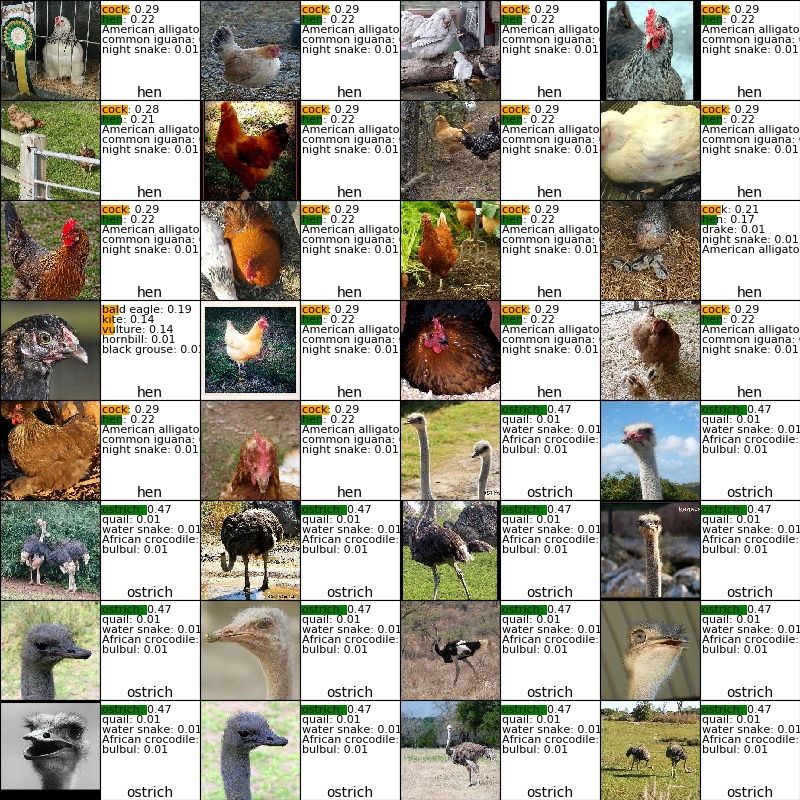 cock: 0.29
hen: 0.22
American alligato
common iguana:
night snake: 0.01
hen
cock: 0.29
hen: 0.22
American alligato
common iguana:
night snake: 0.01
hen
cock: 0.29
hen: 0.22
American alligato
common iguana:
night snake: 0.01
hen
cock: 0.29
hen: 0.22
American alligato
common iguana:
night snake: 0.01
hen
cock: 0.28
hen: 0.21
American alligato
common iguana:
night snake: 0.01
hen
cock: 0.29
hen: 0.22
American alligato
common iguana:
night snake: 0.01
hen
cock: 0.29
hen: 0.22
American alligato
common iguana:
night snake: 0.01
hen
cock: 0.29
hen: 0.22
American alligato
common iguana:
night snake: 0.01
hen
cock: 0.29
hen: 0.22
American alligato
common iguana:
night snake: 0.01
hen
cock: 0.29
hen: 0.22
American alligato
common iguana:
night snake: 0.01
hen
cock: 0.29
hen: 0.22
American alligato
common iguana:
night snake: 0.01
hen
cock: 0.21
hen: 0.17
drake: 0.01
night snake: 0.01
American alligato
hen
bald eagle: 0.19
kite: 0.14
vulture: 0.14
hornbill: 0.01
black grouse: 0.0
hen
cock: 0.29
hen: 0.22
American alligato
common iguana:
night snake: 0.01
hen
cock: 0.29
hen: 0.22
American alligato
common iguana:
night snake: 0.01
hen
cock: 0.29
hen: 0.22
American alligato
common iguana:
night snake: 0.01
hen
cock: 0.29
hen: 0.22
American alligato
common iguana:
night snake: 0.01
hen
cock: 0.29
hen: 0.22
American alligato
common iguana:
night snake: 0.01
hen
ostrich: 0.47
quail: 0.01
water snake: 0.01
African crocodile:
bulbul: 0.01
ostrich
ostrich: 0.47
quail: 0.01
water snake: 0.01
African crocodile:
bulbul: 0.01
ostrich
ostrich: 0.47
quail: 0.01
water snake: 0.01
African crocodile:
bulbul: 0.01
ostrich
ostrich: 0.47
quail: 0.01
water snake: 0.01
African crocodile:
bulbul: 0.01
ostrich
ostrich: 0.47
quail: 0.01
water snake: 0.01
African crocodile:
bulbul: 0.01
ostrich
ostrich: 0.47
quail: 0.01
water snake: 0.01
African crocodile:
bulbul: 0.01
ostrich
ostrich: 0.47
quail: 0.01
water snake: 0.01
African crocodile:
bulbul: 0.01
ostrich
ostrich: 0.47
quail: 0.01
water snake: 0.01
African crocodile:
bulbul: 0.01
ostrich
ostrich: 0.47
quail: 0.01
water snake: 0.01
African crocodile:
bulbul: 0.01
ostrich
ostrich: 0.47
quail: 0.01
water snake: 0.01
African crocodile:
bulbul: 0.01
ostrich
ostrich: 0.47
quail: 0.01
water snake: 0.01
African crocodile:
bulbul: 0.01
ostrich
ostrich: 0.47
quail: 0.01
water snake: 0.01
African crocodile:
bulbul: 0.01
ostrich
ostrich: 0.47
quail: 0.01
water snake: 0.01
African crocodile:
bulbul: 0.01
ostrich
ostrich: 0.47
quail: 0.01
water snake: 0.01
African crocodile:
bulbul: 0.01
ostrich